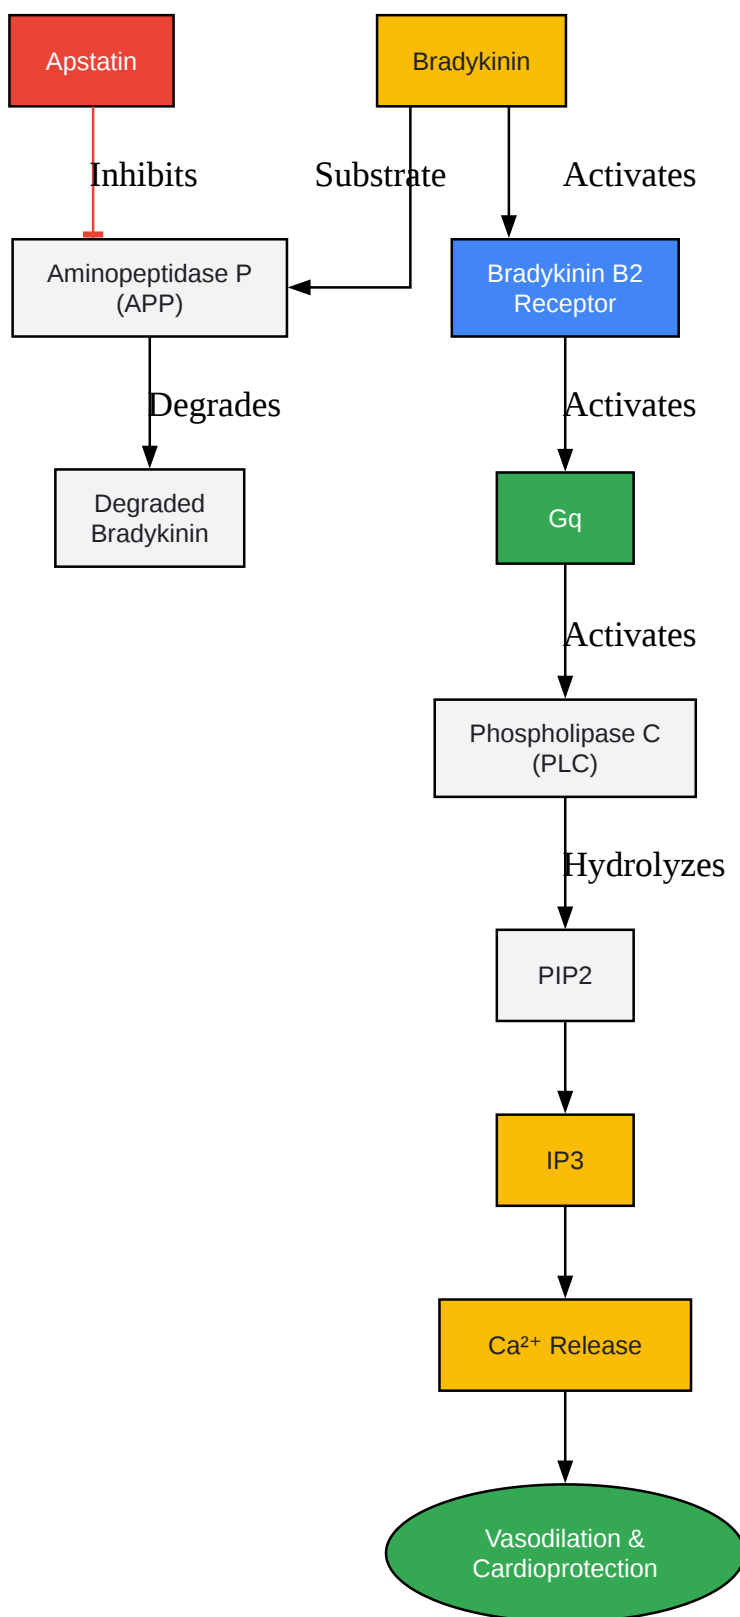 Apstatin
Bradykinin
Inhibits
Substrate
Activates
Aminopeptidase P
(APP)
Bradykinin B2
Receptor
Degrades
Activates
Degraded
Bradykinin
Gq
Activates
Phospholipase C
(PLC)
Hydrolyzes
PIP2
IP3
Ca²⁺ Release
Vasodilation &
Cardioprotection